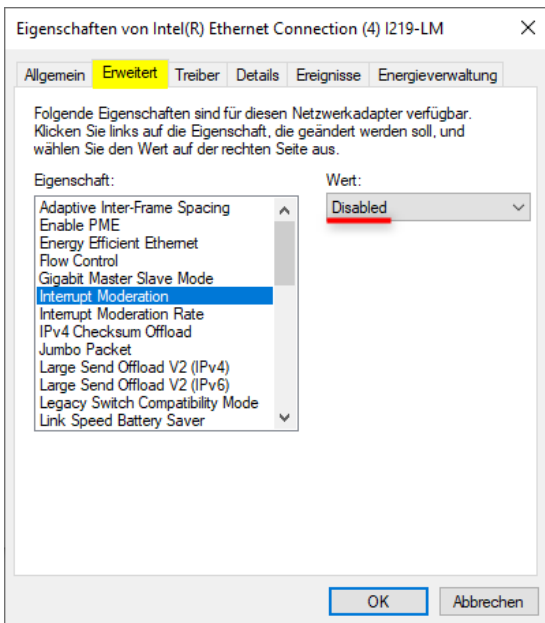 Eigenschaften von Intel(R) Ethernet Connection (4) I219-LM
Allgemein Erweitert Treiber Details Ereignisse Energieverwaltung
Folgende Eigenschaften sind für diesen Netzwerkadapter verfügbar.
Klicken Sie links auf die Eigenschaft, die geändert werden soll, und
wählen Sie den Wert auf der rechten Seite aus.
Eigenschaft:
Wert:
Adaptive Inter-Frame Spacing
Enable PME
Energy Efficient Ethernet
Flow Control
Gigabit Master Slave Mode
Interrupt Moderation
Interrupt Moderation Rate
IPv4 Checksum Offload
Jumbo Packet
Large Send Offload V2 (IPv4)
Large Send Offload V2 (IPv6)
Legacy Switch Compatibility Mode
Link Speed Battery Saver
Disabled
OK
Abbrechen